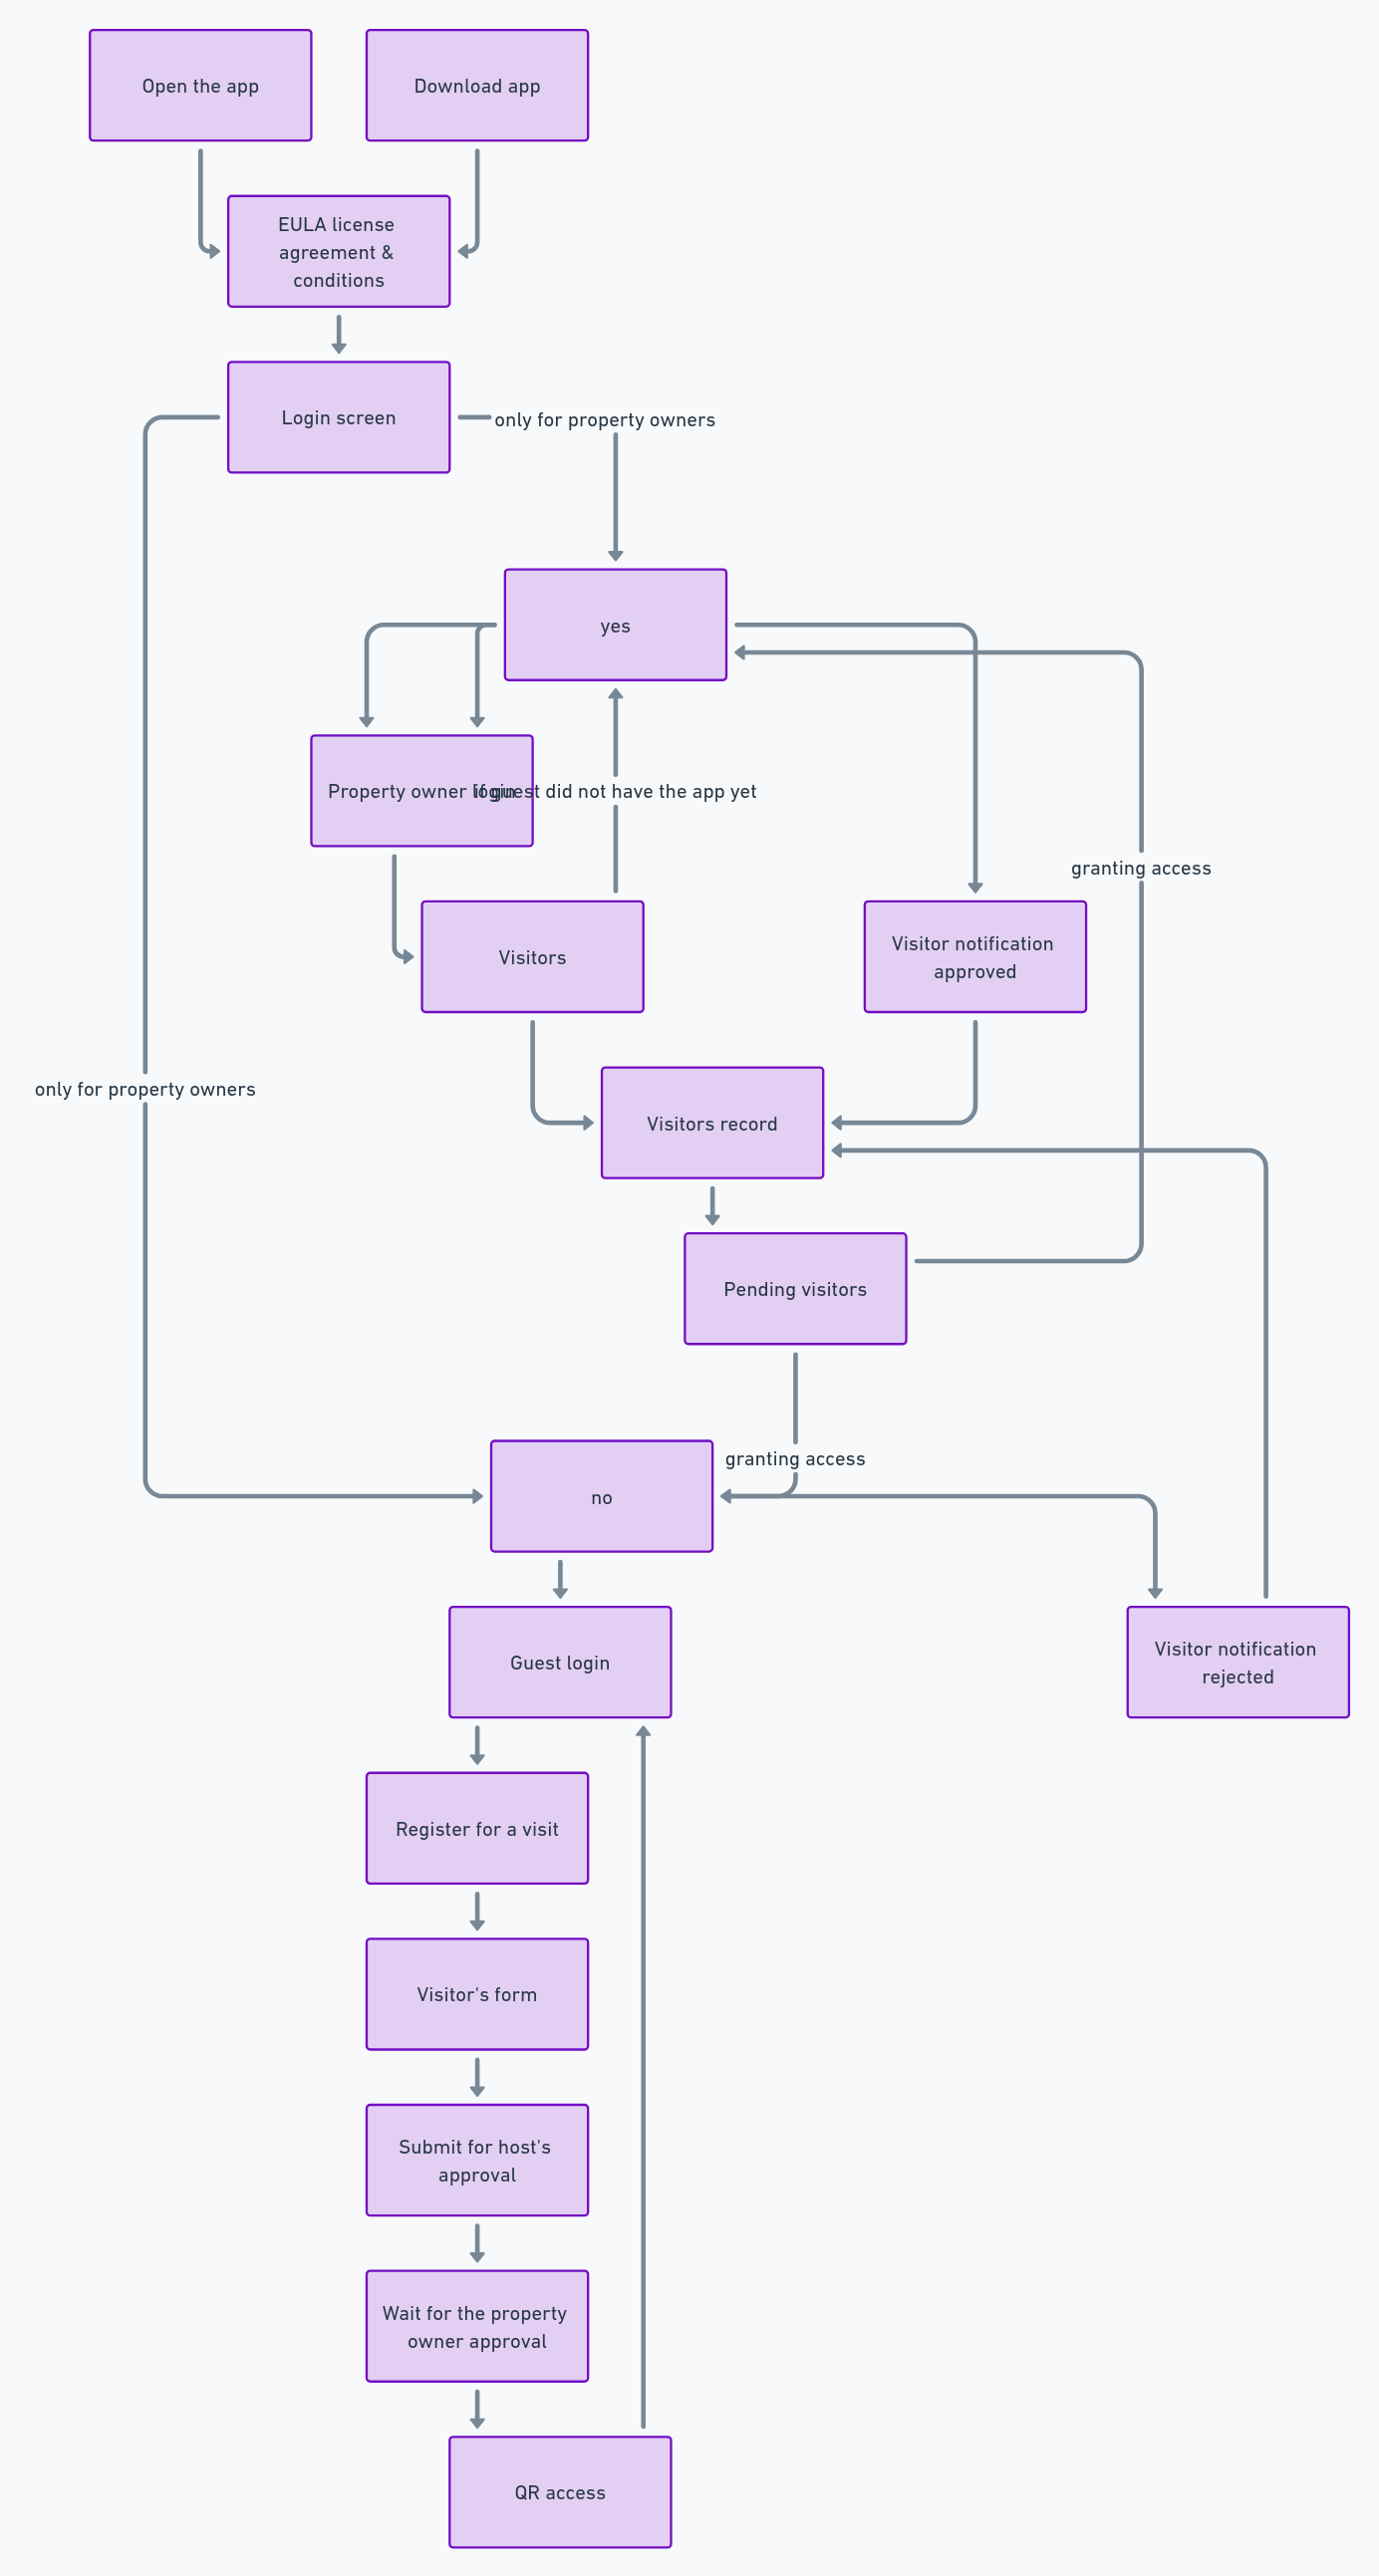 Open the app
Download app
EULA license
agreement &
conditions
Login screen
only for property owners
yes
Property owner login
if guest did not have the app yet
granting access
Visitor notification
approved
Visitors
only for property owners
Visitors record
Pending visitors
granting access
no
Guest login
Visitor notification
rejected
Register for a visit
Visitor's form
Submit for host's
approval
Wait for the property
owner approval
QR access